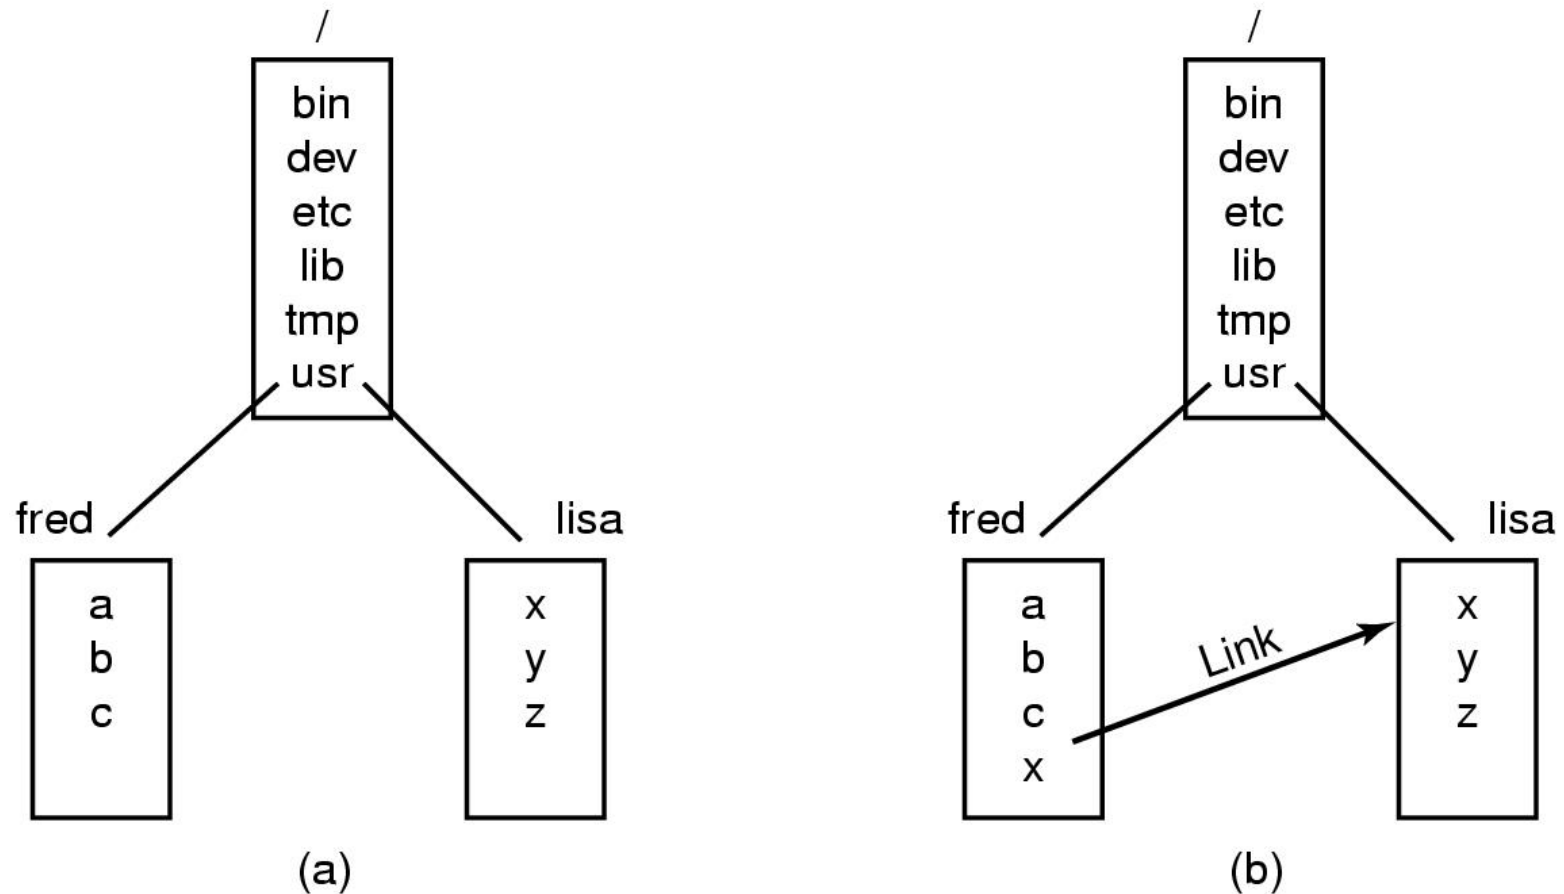 /
bin
dev
etc
lib
tmp
usr
fred
lisa
a
b
c
x
y
z
(a)
/
bin
dev
etc
lib
tmp
usr
fred
lisa
a
b
c
x
Link
x
y
z
(b)